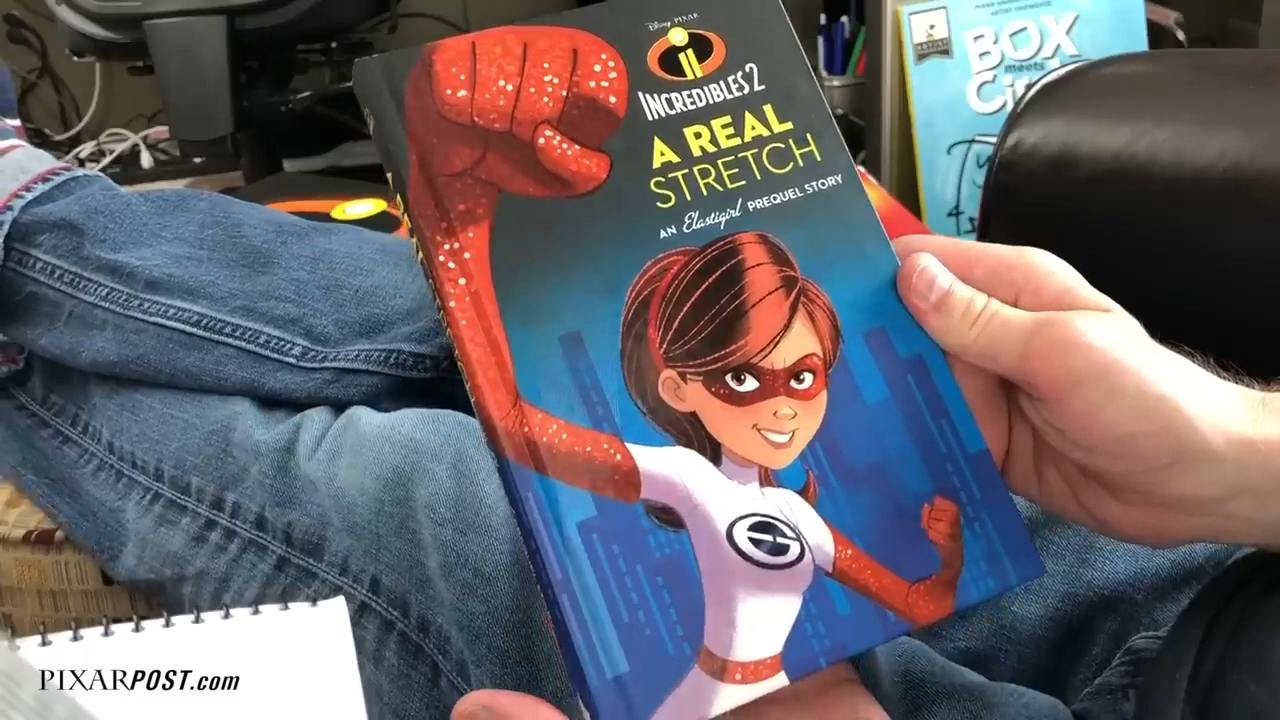 Disney PIXAR
INCREDIBLES 2
A REAL
STRETCH
AN Elastigirl PREQUEL STORY
BOX
meets
PIXARPOST.com